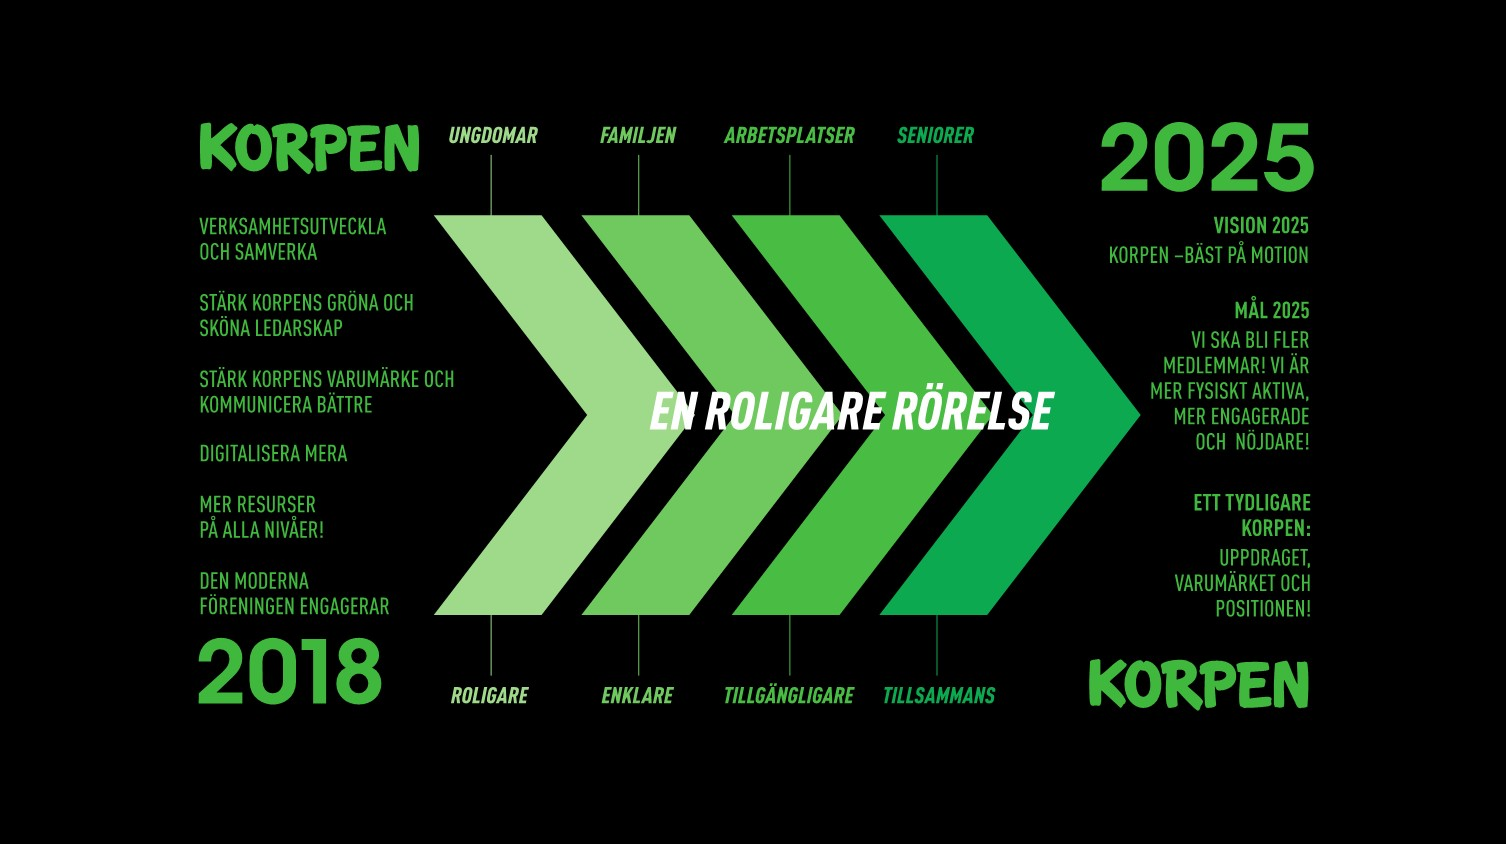 KORPEN
UNGDOMAR
FAMILJEN
ARBETSPLATSER
SENIORER
2025
VERKSAMHETSUTVECKLA
OCH SAMVERKA
STÄRK KORPENS GRÖNA OCH
SKÖNA LEDARSKAP
STÄRK KORPENS VARUMÄRKE OCH
KOMMUNICERA BÄTTRE
DIGITALISERA MERA
MER RESURSER
PÅ ALLA NIVÅER!
DEN MODERNA
FÖRENINGEN ENGAGERAR
2018
EN ROLIGARE RÖRELSE
VISION 2025
KORPEN –BÄST PÅ MOTION
MÅL 2025
VI SKA BLI FLER
MEDLEMMAR! VI ÄR
MER FYSISKT AKTIVA,
MER ENGAGERADE
OCH NÖJDARE!
ETT TYDLIGARE
KORPEN:
UPPDRAGET,
VARUMÄRKET OCH
POSITIONEN!
ROLIGARE
ENKLARE
TILLGÄNGLIGARE
TILLSAMMANS
KORPEN